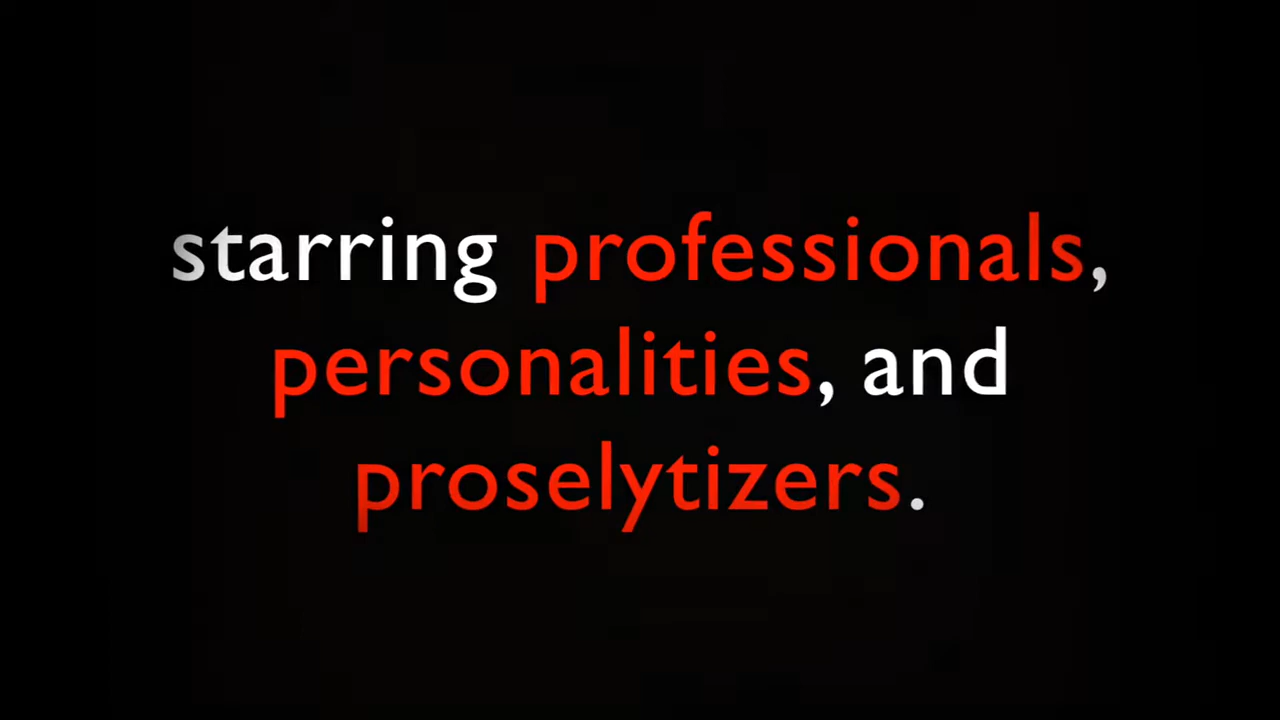 starring professionals,
personalities, and
proselytizers.